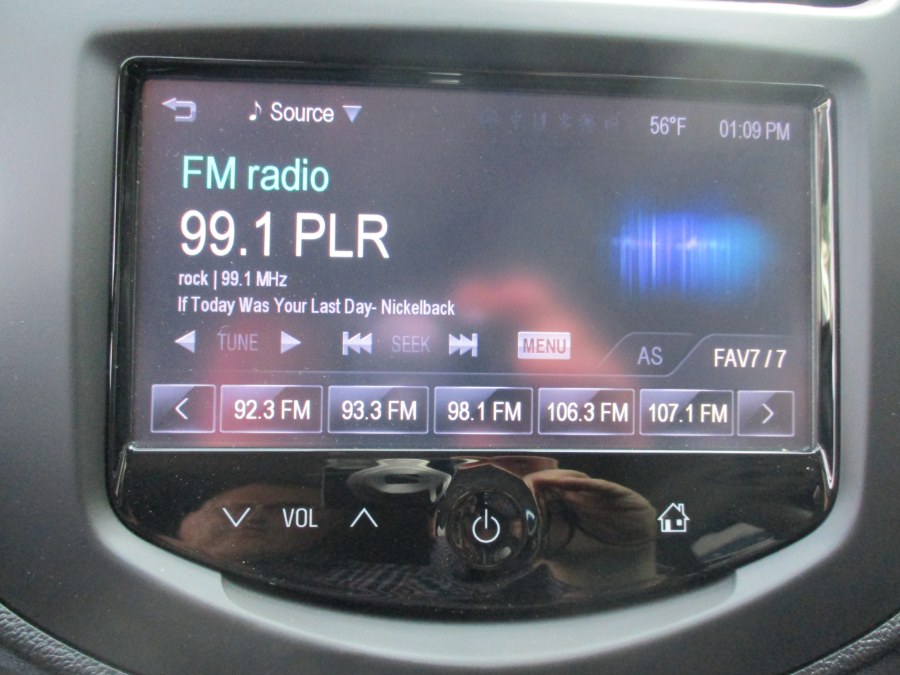 Source 56°F 01:09 PM
FM radio
99.1 PLR
rock | 99.1 MHz
If Today Was Your Last Day- Nickelback
TUNE SEEK MENU AS FAV7 / 7
92.3 FM 93.3 FM 98.1 FM 106.3 FM 107.1 FM
VOL